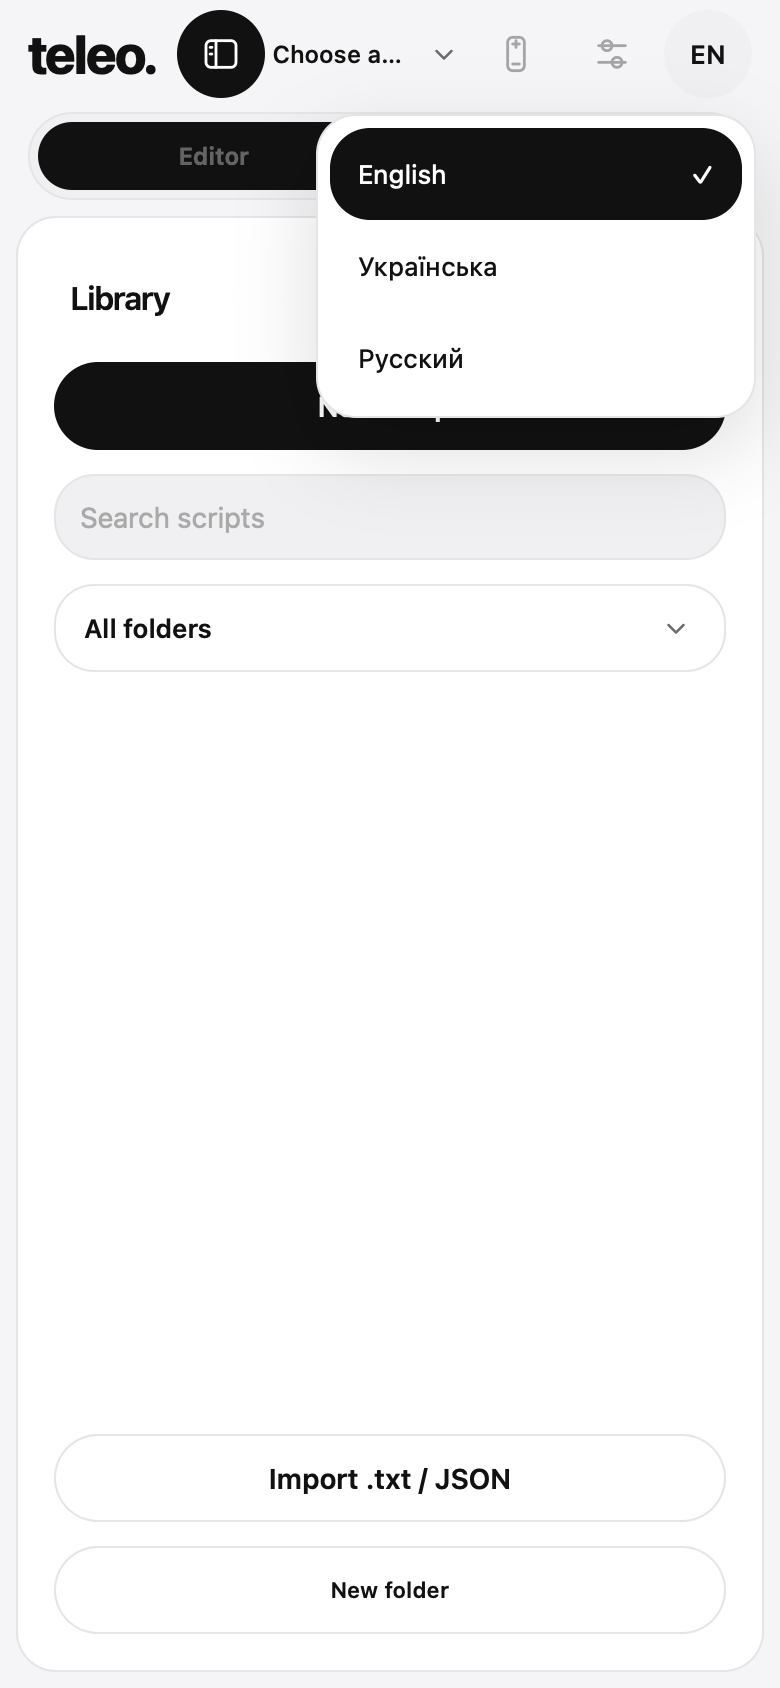 teleo.
Choose a...
EN
Editor
English
Українська
Русский
Library
Search scripts
All folders
Import .txt / JSON
New folder